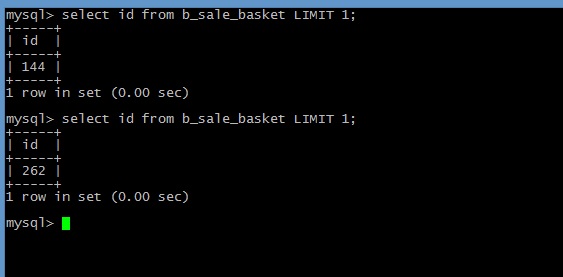 mysql> select id from b_sale_basket LIMIT 1;
+-----+
| id  |
+-----+
| 144 |
+-----+
1 row in set (0.00 sec)
mysql> select id from b_sale_basket LIMIT 1;
+-----+
| id  |
+-----+
| 262 |
+-----+
1 row in set (0.00 sec)
mysql>